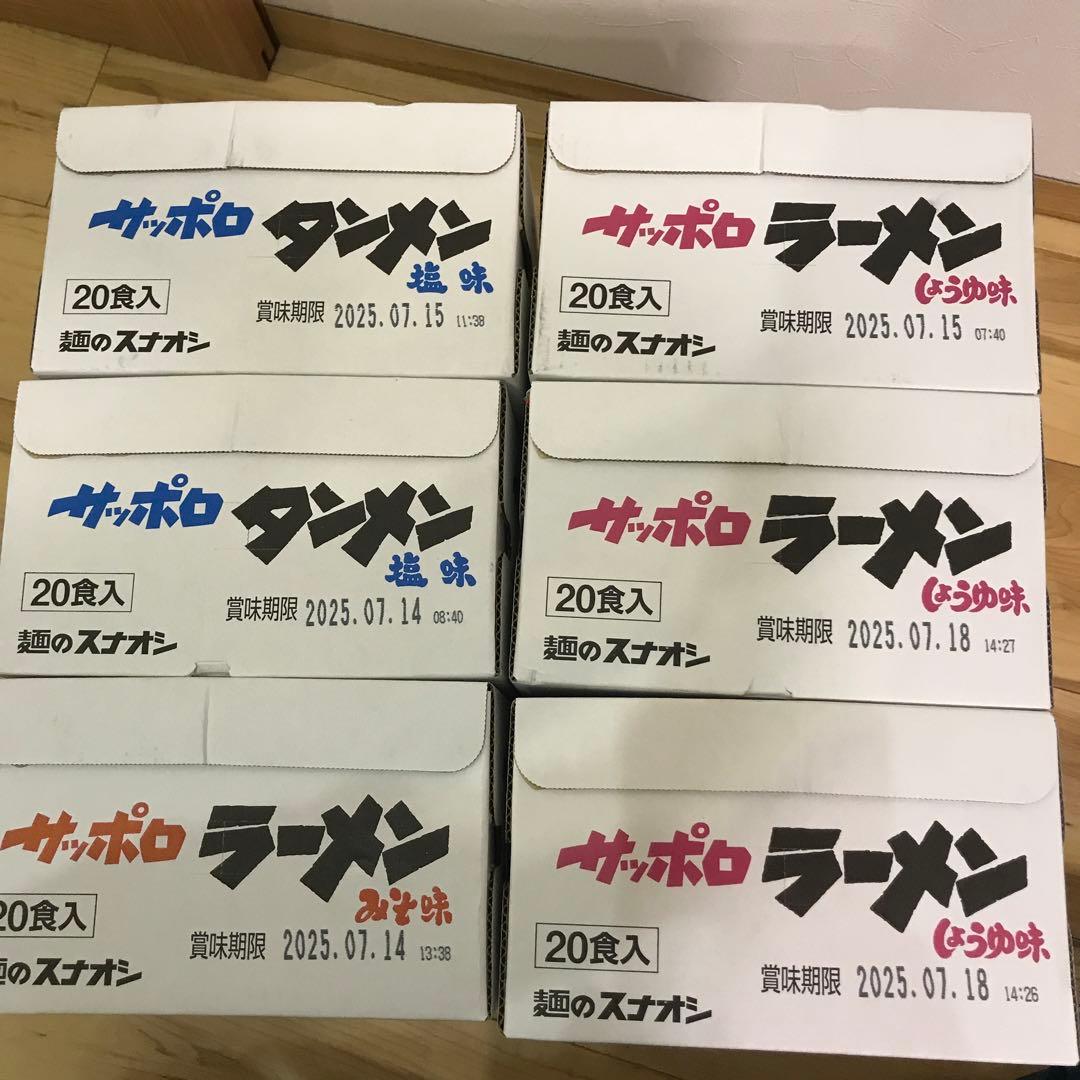 サッポロ タンメン
塩味
20食入
賞味期限 2025.07.15 11:38
麺のスナオシ
サッポロ ラーメン
しょうゆ味
20食入
賞味期限 2025.07.15 07:40
麺のスナオシ
サッポロ タンメン
塩味
20食入
賞味期限 2025.07.14 08:40
麺のスナオシ
サッポロ ラーメン
しょうゆ味
20食入
賞味期限 2025.07.18 14:27
麺のスナオシ
サッポロ ラーメン
みそ味
20食入
賞味期限 2025.07.14 13:38
麺のスナオシ
サッポロ ラーメン
しょうゆ味
20食入
賞味期限 2025.07.18 14:26
麺のスナオシ